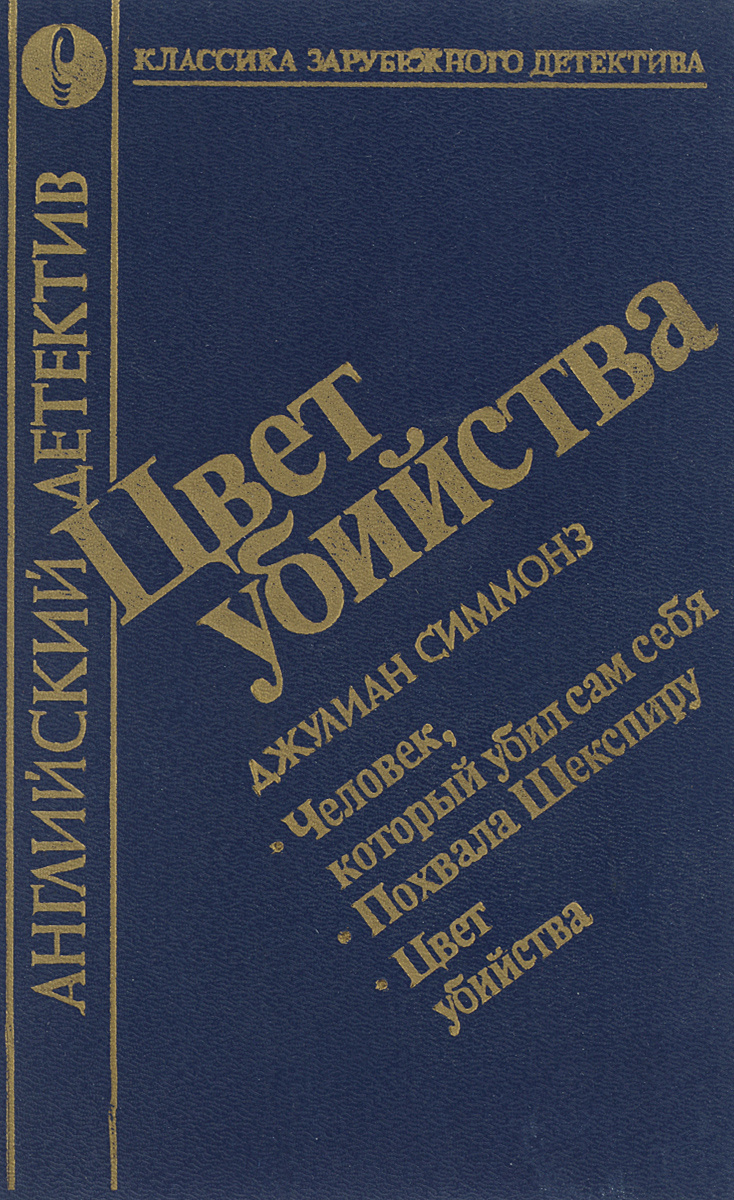 КЛАССИКА ЗАРУБЕЖНОГО ДЕТЕКТИВА
АНГЛИЙСКИЙ ДЕТЕКТИВ
Цвет
убийства
ДЖУЛИАН СИММОНЗ
• Человек,
который убил сам себя
• Похвала Шекспиру
• Цвет
убийства